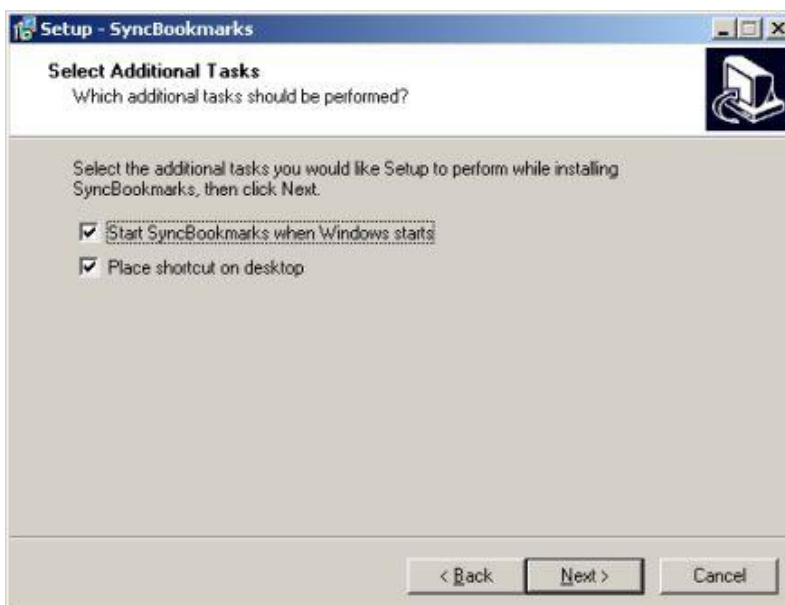 Setup - SyncBookmarks
Select Additional Tasks
Which additional tasks should be performed?
Select the additional tasks you would like Setup to perform while installing
SyncBookmarks, then click Next.
Start SyncBookmarks when Windows starts
Place shortcut on desktop
< Back
Next >
Cancel